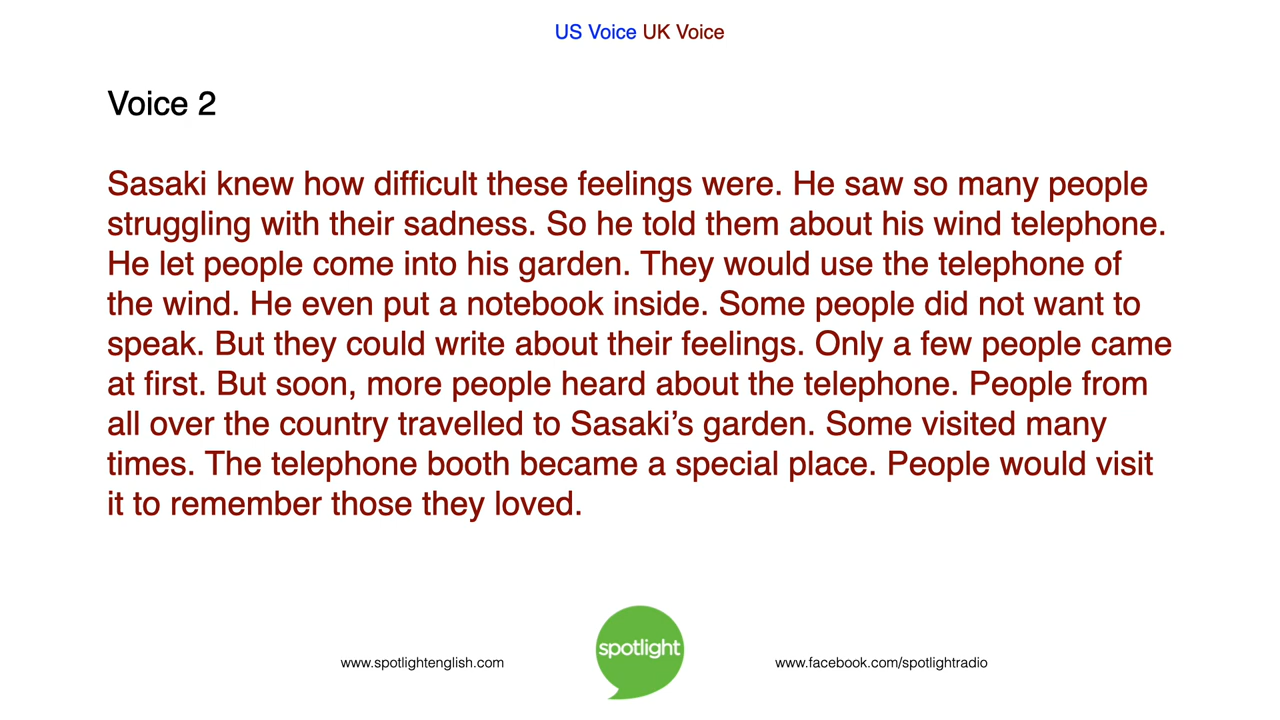 US Voice UK Voice
Voice 2
Sasaki knew how difficult these feelings were. He saw so many people
struggling with their sadness. So he told them about his wind telephone.
He let people come into his garden. They would use the telephone of
the wind. He even put a notebook inside. Some people did not want to
speak. But they could write about their feelings. Only a few people came
at first. But soon, more people heard about the telephone. People from
all over the country travelled to Sasaki’s garden. Some visited many
times. The telephone booth became a special place. People would visit
it to remember those they loved.
www.spotlightenglish.com
spotlight
www.facebook.com/spotlightradio